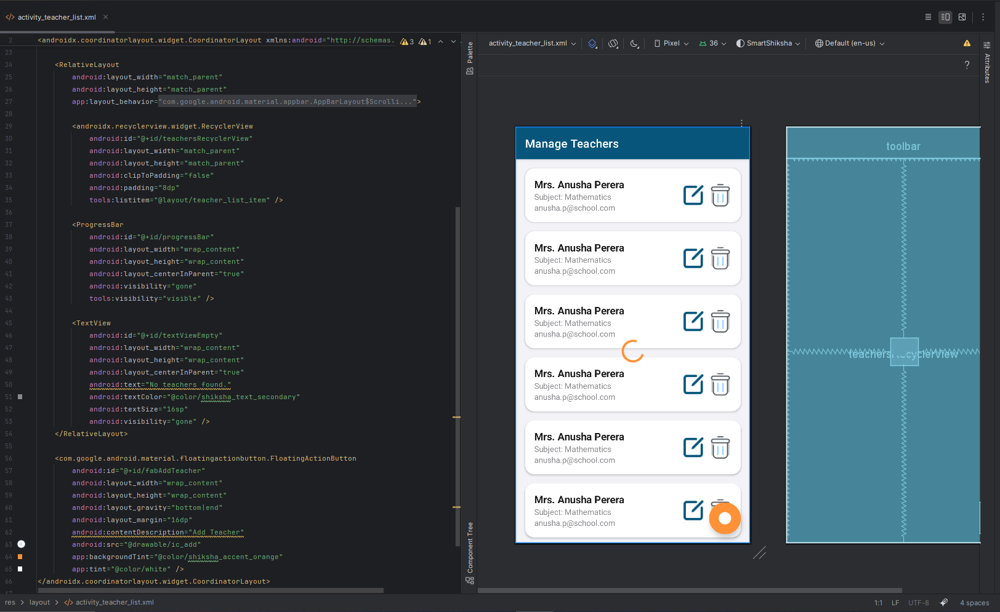 activity_teacher_list.xml
2 <androidx.coordinatorlayout.widget.CoordinatorLayout xmlns:android="http://schemas. 3 1
23
24 <RelativeLayout
25 android:layout_width="match_parent"
26 android:layout_height="match_parent"
27 app:layout_behavior="com.google.android.material.appbar.AppBarLayout$Scrolli...">
28
29 <androidx.recyclerview.widget.RecyclerView
30 android:id="@+id/teachersRecyclerView"
31 android:layout_width="match_parent"
32 android:layout_height="match_parent"
33 android:clipToPadding="false"
34 android:padding="8dp"
35 tools:listitem="@layout/teacher_list_item" />
36
37 <ProgressBar
38 android:id="@+id/progressBar"
39 android:layout_width="wrap_content"
40 android:layout_height="wrap_content"
41 android:layout_centerInParent="true"
42 android:visibility="gone"
43 tools:visibility="visible" />
44
45 <TextView
46 android:id="@+id/textViewEmpty"
47 android:layout_width="wrap_content"
48 android:layout_height="wrap_content"
49 android:layout_centerInParent="true"
50 android:text="No teachers found."
51 android:textColor="@color/shiksha_text_secondary"
52 android:textSize="16sp"
53 android:visibility="gone" />
54 </RelativeLayout>
55
56 <com.google.android.material.floatingactionbutton.FloatingActionButton
57 android:id="@+id/fabAddTeacher"
58 android:layout_width="wrap_content"
59 android:layout_height="wrap_content"
60 android:layout_gravity="bottom|end"
61 android:layout_margin="16dp"
62 android:contentDescription="Add Teacher"
63 android:src="@drawable/ic_add"
64 app:backgroundTint="@color/shiksha_accent_orange"
65 app:tint="@color/white" />
66 </androidx.coordinatorlayout.widget.CoordinatorLayout>
67
Palette
Component Tree
activity_teacher_list.xml Pixel 36 SmartShiksha Default (en-us)
?
Attributes
Manage Teachers
Mrs. Anusha Perera
Subject: Mathematics
anusha.p@school.com
Mrs. Anusha Perera
Subject: Mathematics
anusha.p@school.com
Mrs. Anusha Perera
Subject: Mathematics
anusha.p@school.com
Mrs. Anusha Perera
Subject: Mathematics
anusha.p@school.com
Mrs. Anusha Perera
Subject: Mathematics
anusha.p@school.com
Mrs. Anusha Perera
Subject: Mathematics
anusha.p@school.com
toolbar
teachersRecyclerView
res > layout > activity_teacher_list.xml
1:1 LF UTF-8 4 spaces